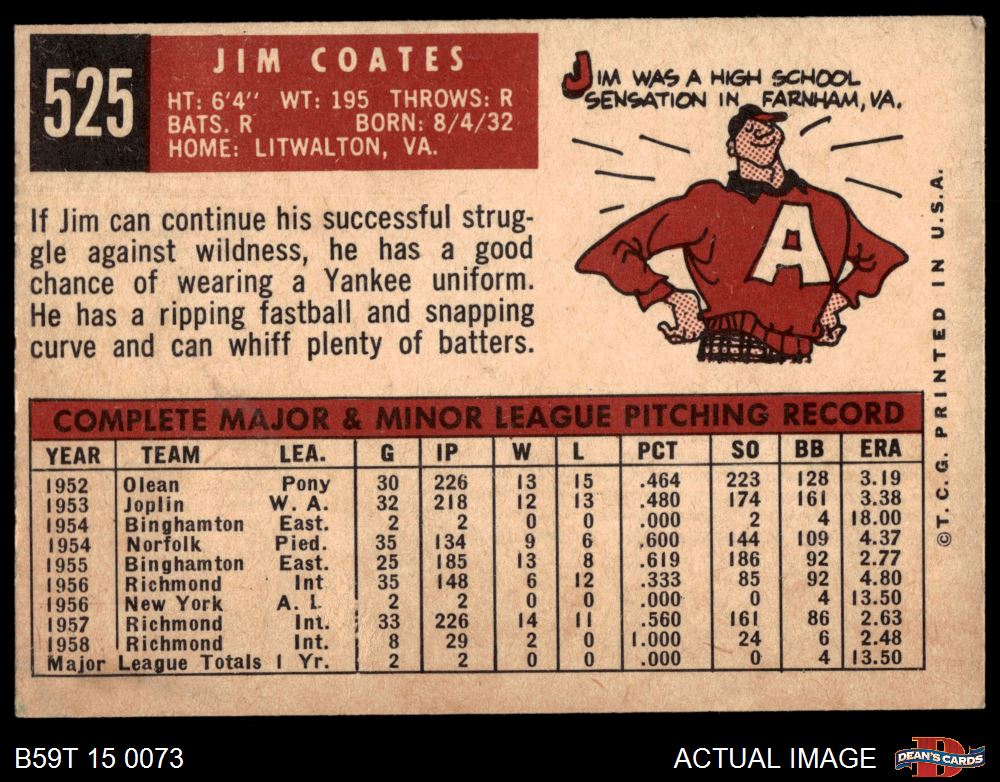 525
JIM COATES
HT: 6'4" WT: 195 THROWS: R
BATS. R BORN: 8/4/32
HOME: LITWALTON, VA.
If Jim can continue his successful strug-
gle against wildness, he has a good
chance of wearing a Yankee uniform.
He has a ripping fastball and snapping
curve and can whiff plenty of batters.
JIM WAS A HIGH SCHOOL
SENSATION IN FARNHAM, VA.
A
COMPLETE MAJOR & MINOR LEAGUE PITCHING RECORD
YEAR TEAM LEA. G IP W L PCT SO BB ERA
1952 Olean Pony 30 226 13 15 .464 223 128 3.19
1953 Joplin W. A. 32 218 12 13 .480 174 161 3.38
1954 Binghamton East. 2 2 0 0 .000 2 4 18.00
1954 Norfolk Pied. 35 134 9 6 .600 144 109 4.37
1955 Binghamton East. 25 185 13 8 .619 186 92 2.77
1956 Richmond Int 35 148 6 12 .333 85 92 4.80
1956 New York A. L 2 2 0 0 .000 0 4 13.50
1957 Richmond Int. 33 226 14 11 .560 161 86 2.63
1958 Richmond Int. 8 29 2 0 1.000 24 6 2.48
Major League Totals 1 Yr. 2 2 0 0 .000 0 4 13.50
©T. C. G. PRINTED IN U.S.A.
B59T 15 0073
ACTUAL IMAGE
D
DEAN'S CARDS